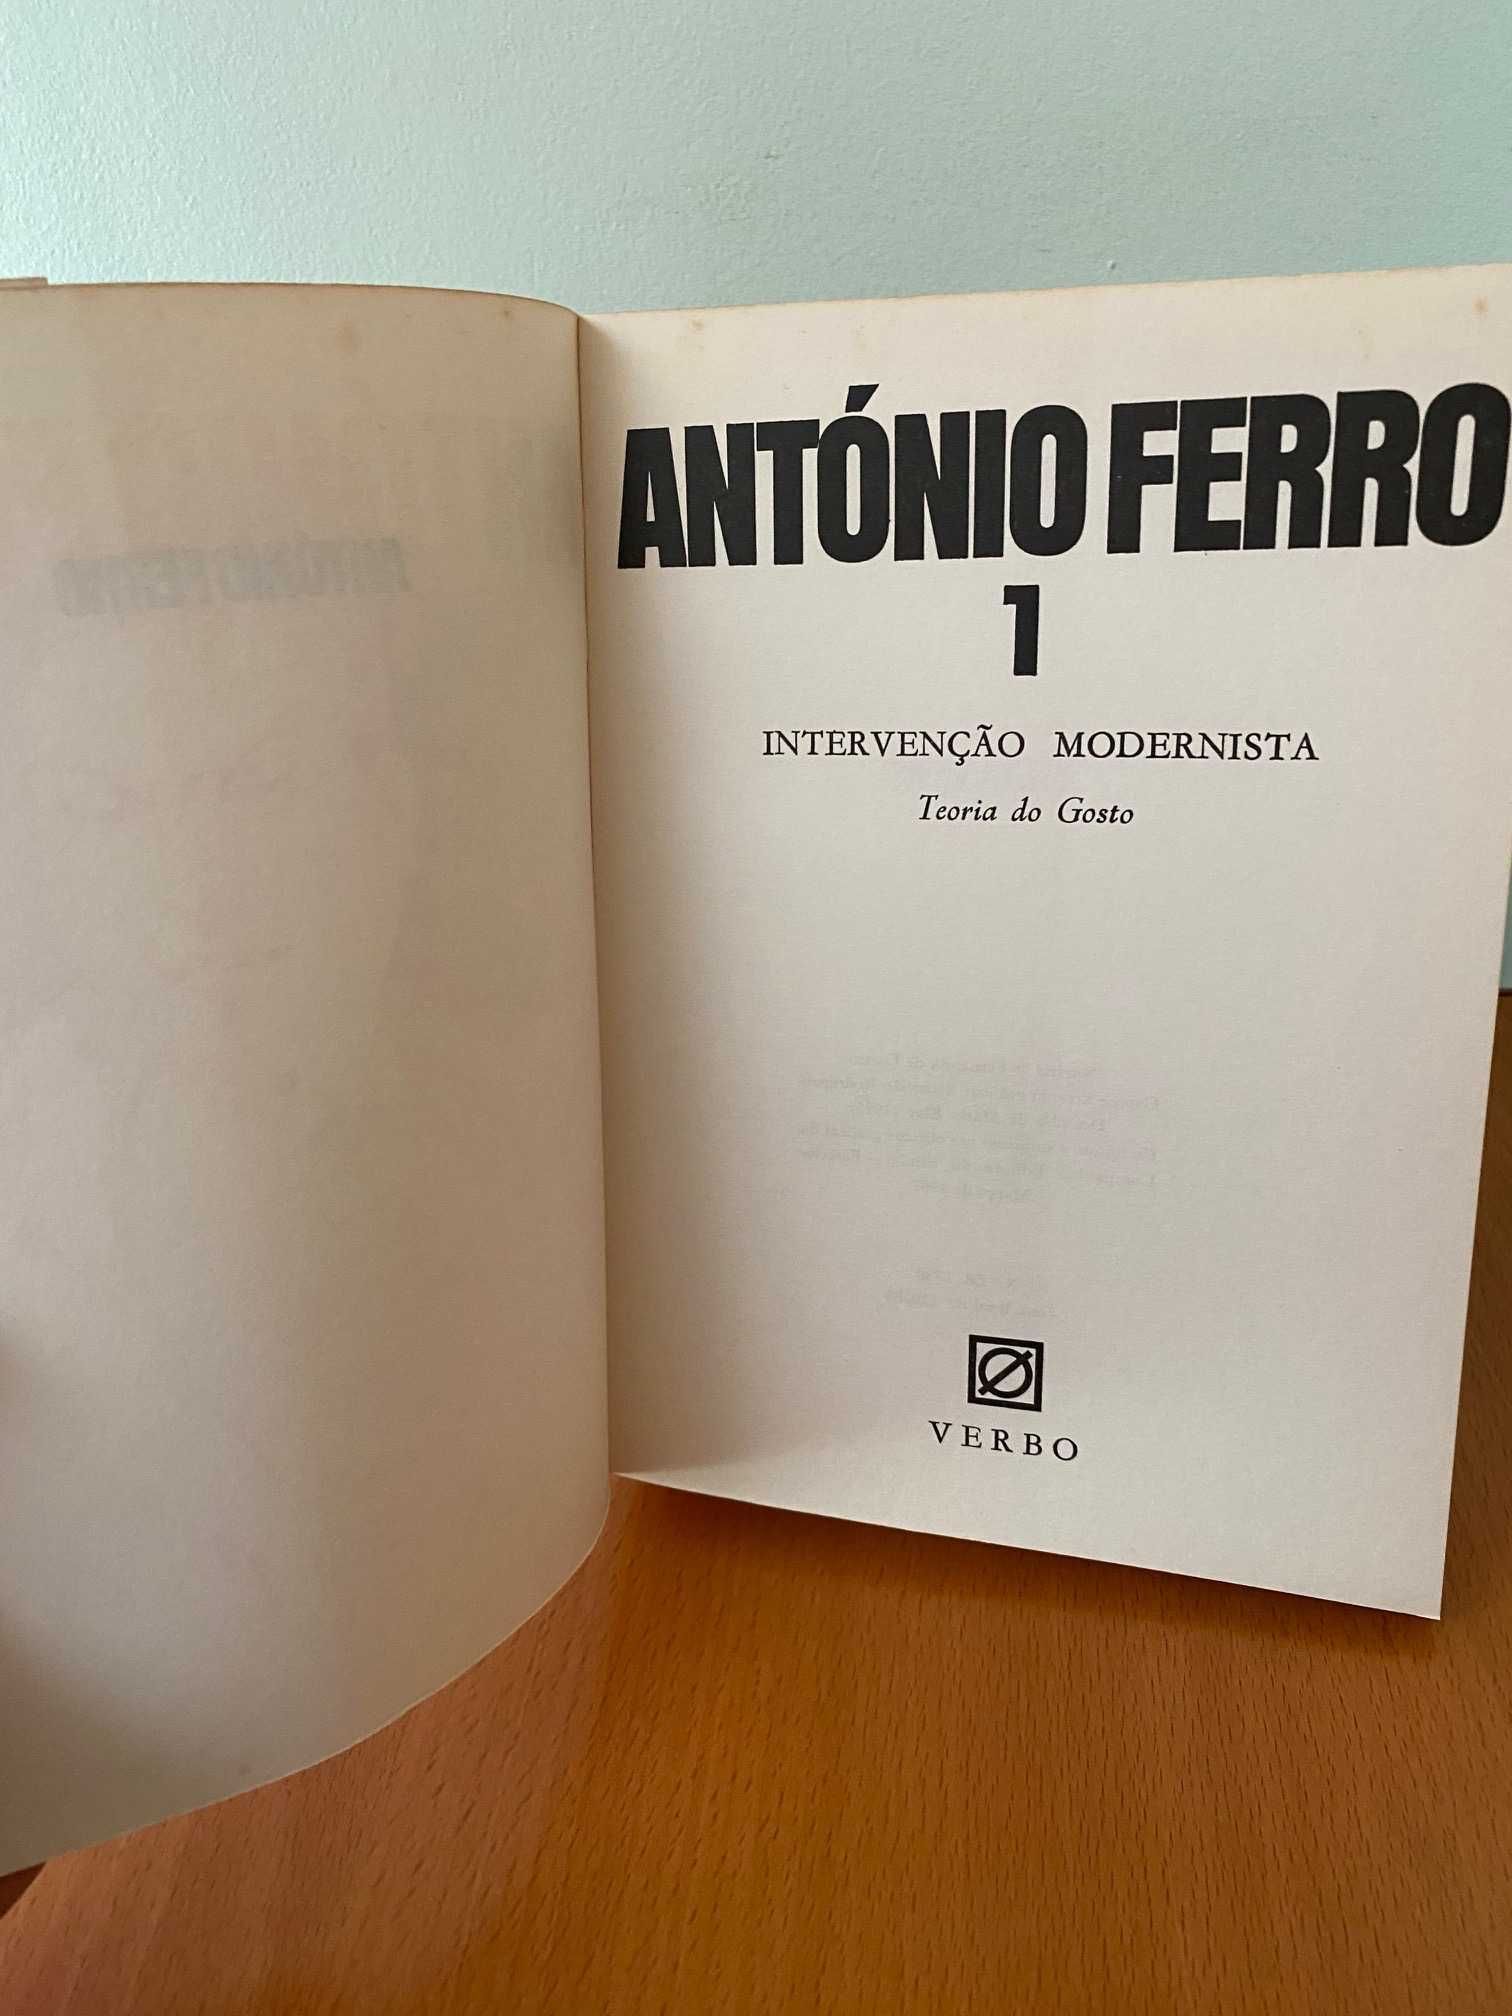 ANTÓNIO FERRO
1
INTERVENÇÃO MODERNISTA
Teoria do Gosto
VERBO